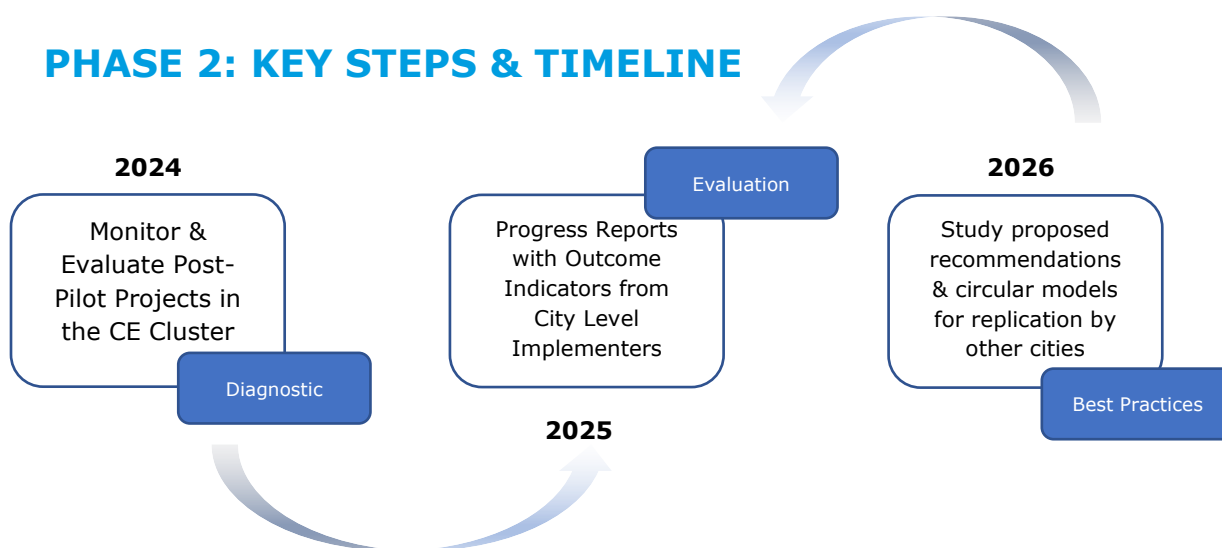 PHASE 2: KEY STEPS & TIMELINE
2024
Monitor &
Evaluate Post-
Pilot Projects in
the CE Cluster
Diagnostic
Evaluation
Progress Reports
with Outcome
Indicators from
City Level
Implementers
2025
2026
Study proposed
recommendations
& circular models
for replication by
other cities
Best Practices